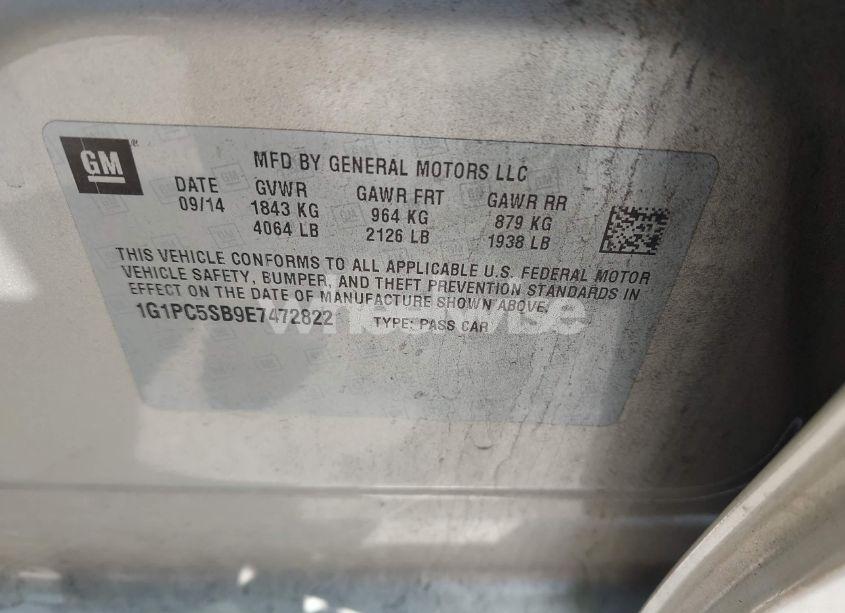 GM
MFD BY GENERAL MOTORS LLC
DATE GVWR GAWR FRT GAWR RR
09/14 1843 KG 964 KG 879 KG
4064 LB 2126 LB 1938 LB
THIS VEHICLE CONFORMS TO ALL APPLICABLE U.S. FEDERAL MOTOR
VEHICLE SAFETY, BUMPER, AND THEFT PREVENTION STANDARDS IN
EFFECT ON THE DATE OF MANUFACTURE SHOWN ABOVE.
1G1PC5SB9E7472822 TYPE: PASS CAR
wheelwise